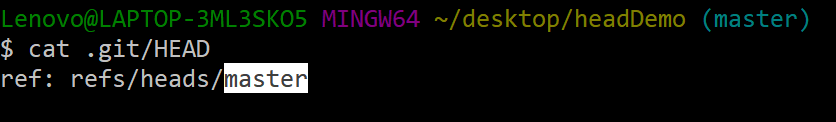 Lenovo@LAPTOP-3ML3SKO5 MINGW64 ~/desktop/headDemo (master)
$ cat .git/HEAD
ref: refs/heads/master